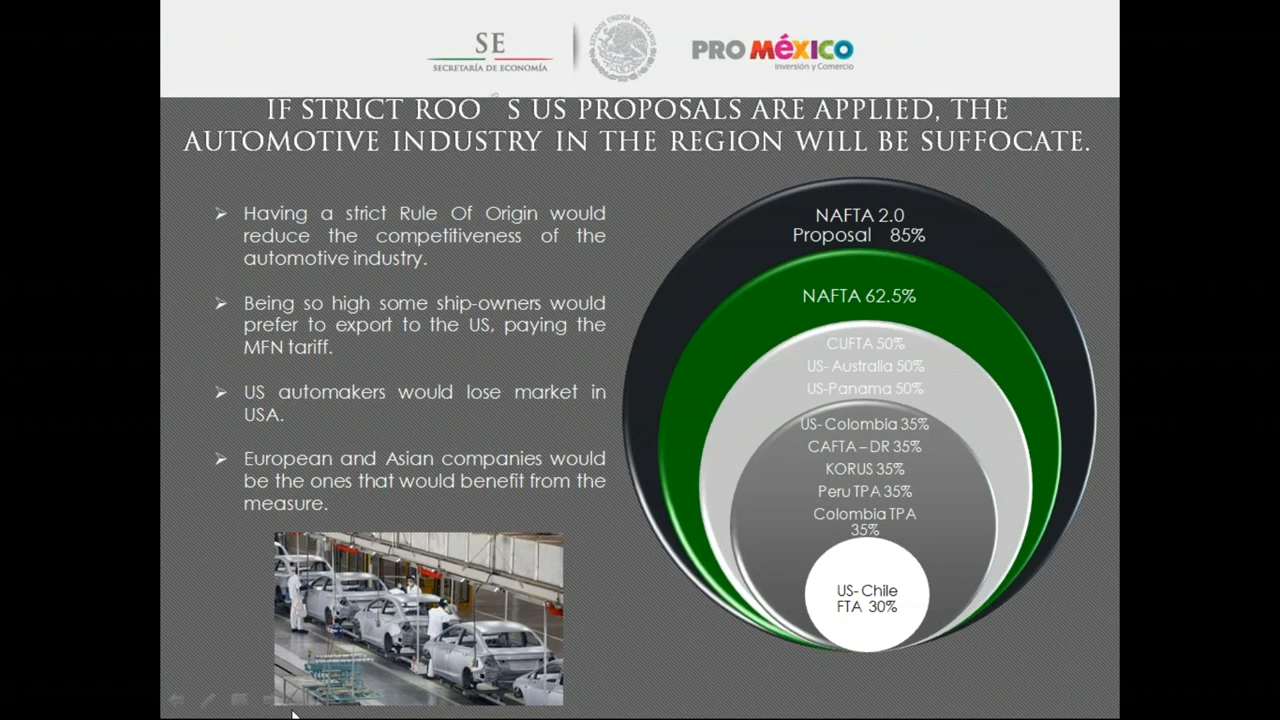 SE
SECRETARÍA DE ECONOMÍA
ESTADOS UNIDOS MEXICANOS
PRO MéXICO
Inversión y Comercio
IF STRICT ROO´S US PROPOSALS ARE APPLIED, THE
AUTOMOTIVE INDUSTRY IN THE REGION WILL BE SUFFOCATE.
Having a strict Rule Of Origin would
reduce the competitiveness of the
automotive industry.
Being so high some ship-owners would
prefer to export to the US, paying the
MFN tariff.
US automakers would lose market in
USA.
European and Asian companies would
be the ones that would benefit from the
measure.
NAFTA 2.0
Proposal 85%
NAFTA 62.5%
CUFTA 50%
US- Australia 50%
US-Panama 50%
US- Colombia 35%
CAFTA – DR 35%
KORUS 35%
Peru TPA 35%
Colombia TPA
35%
US- Chile
FTA 30%